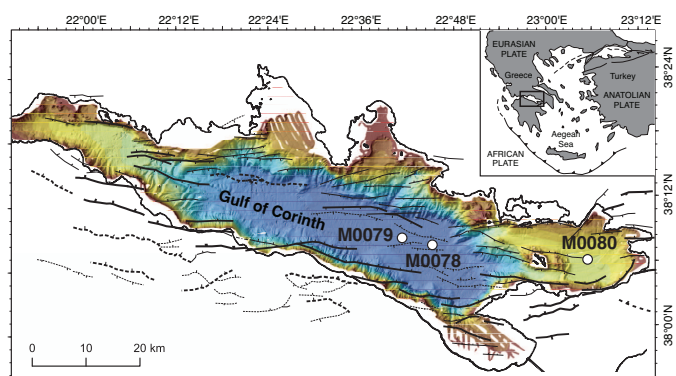 22°00'E
22°12'E
22°24'E
22°36'E
22°48'E
23°00'E
23°12'E
EURASIAN
PLATE
Greece
Turkey
ANATOLIAN
PLATE
Aegean
Sea
AFRICAN
PLATE
38°24'N
38°12'N
38°00'N
Gulf of Corinth
M0079
M0078
M0080
0
10
20 km